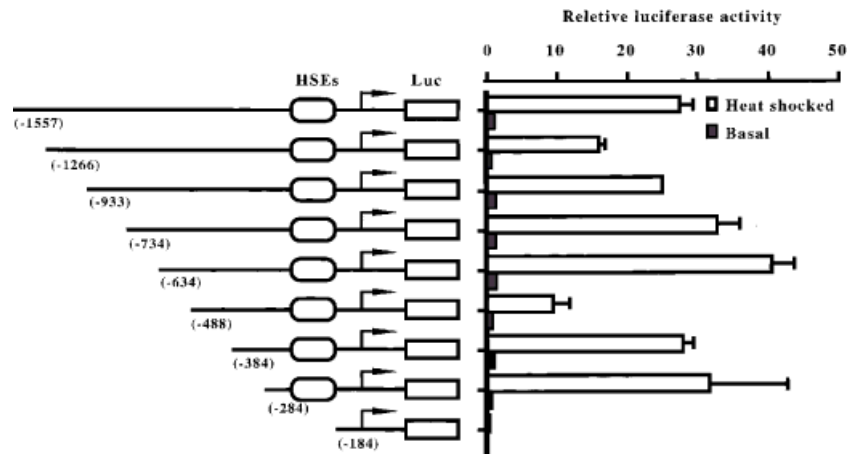 Reletive luciferase activity
0 10 20 30 40 50
HSEs Luc
Heat shocked
Basal
(-1557)
(-1266)
(-933)
(-734)
(-634)
(-488)
(-384)
(-284)
(-184)